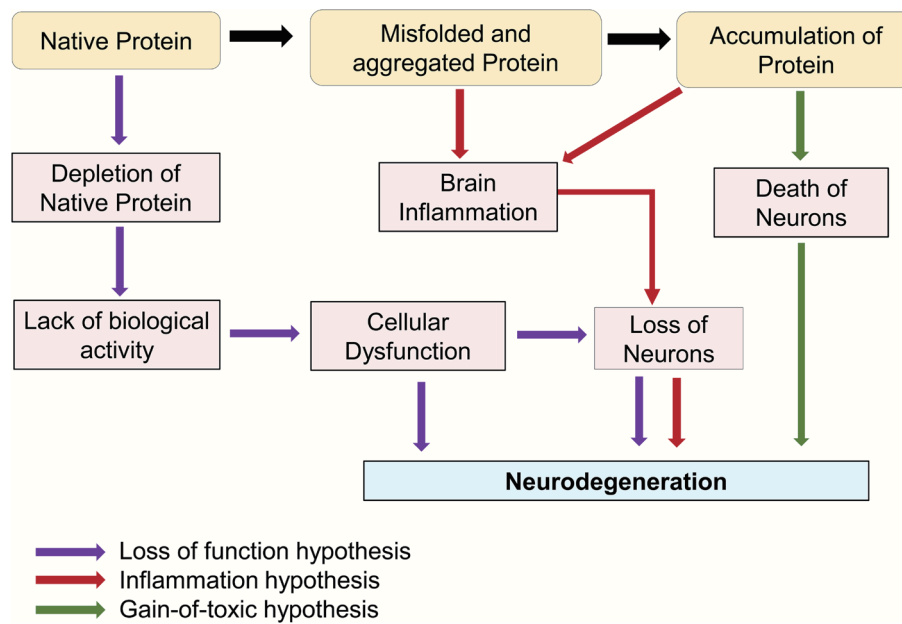 Native Protein
Misfolded and
aggregated Protein
Accumulation of
Protein
Depletion of
Native Protein
Brain
Inflammation
Death of
Neurons
Lack of biological
activity
Cellular
Dysfunction
Loss of
Neurons
Neurodegeneration
Loss of function hypothesis
Inflammation hypothesis
Gain-of-toxic hypothesis